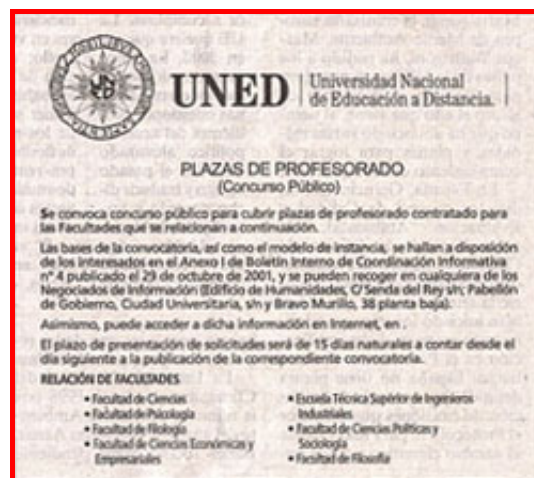 UNED
Universidad Nacional
de Educación a Distancia.
PLAZAS DE PROFESORADO
(Concurso Público)
Se convoca concurso público para cubrir plazas de profesorado contratado para
las Facultades que se relacionan a continuación.
Las bases de la convocatoria, así como el modelo de instancia, se hallan a disposición
de los interesados en el Anexo I de Boletín Interno de Coordinación Informativa
nº 4 publicado el 29 de octubre de 2001, y se pueden recoger en cualquiera de los
Negociados de Información (Edificio de Humanidades, C/ Senda del Rey s/n; Pabellón
de Gobierno, Ciudad Universitaria, s/n y Bravo Murillo, 38 planta baja).
Asimismo, puede acceder a dicha información en Internet, en .
El plazo de presentación de solicitudes será de 15 días naturales a contar desde el
día siguiente a la publicación de la correspondiente convocatoria.
RELACIÓN DE FACULTADES
• Facultad de Ciencias
• Facultad de Psicología
• Facultad de Filología
• Facultad de Ciencias Económicas y
Empresariales
• Escuela Técnica Supérior de Ingenieros
Industriales
• Facultad de Ciencias Políticas y
Sociología
• Facultad de Filosofía